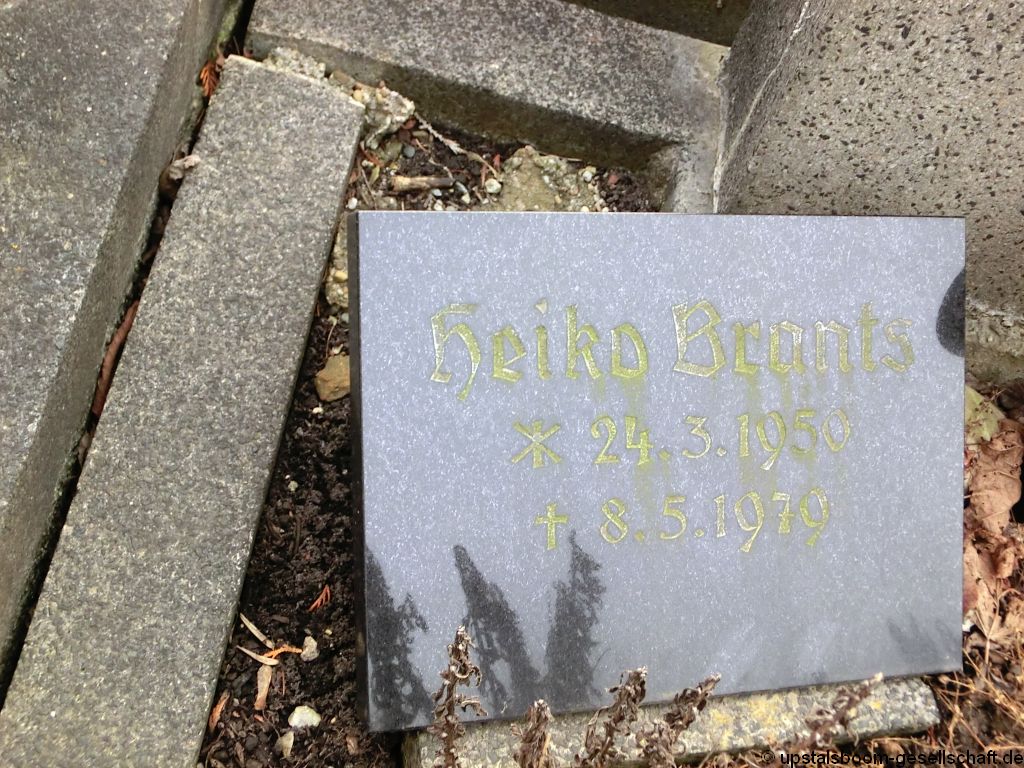 Heiko Brants
* 24.3.1950
† 8.5.1979
© upstalsboom-gesellschaft.de